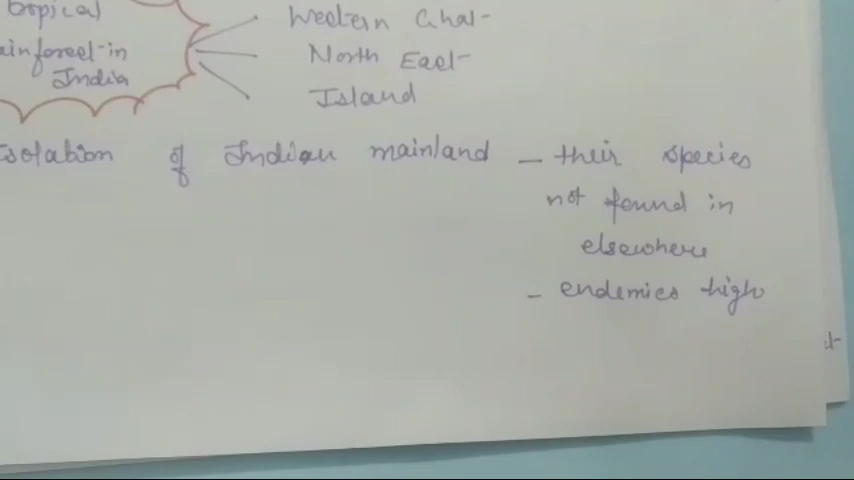 tropical
ainforest-in
India
Western Ghat-
North East-
Island
Isolation of Indian mainland - their species
not found in
elsewhere
- endemics high